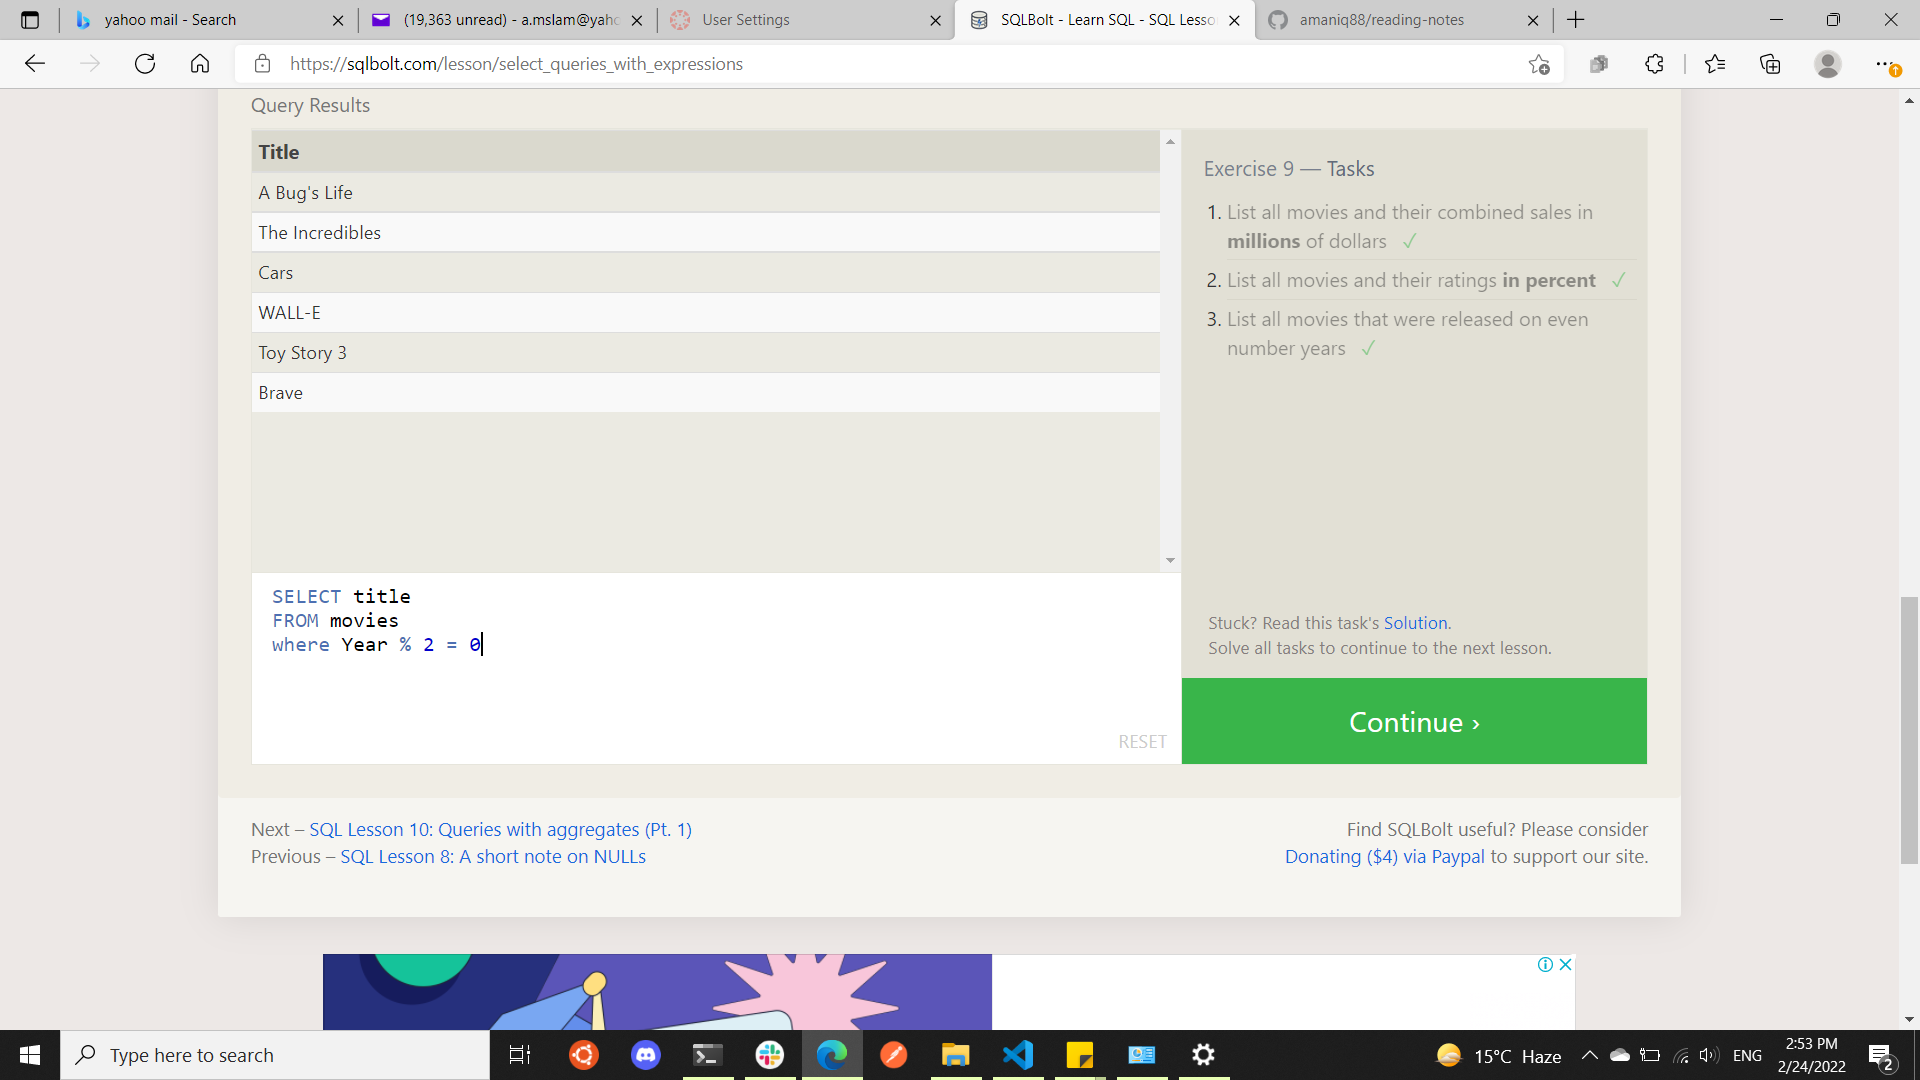 yahoo mail - Search
(19,363 unread) - a.mslam@yaho
User Settings
SQLBolt - Learn SQL - SQL Lesso
amaniq88/reading-notes
https://sqlbolt.com/lesson/select_queries_with_expressions
Query Results
Title
A Bug's Life
The Incredibles
Cars
WALL-E
Toy Story 3
Brave
Exercise 9 — Tasks
1. List all movies and their combined sales in
millions of dollars ✓
2. List all movies and their ratings in percent ✓
3. List all movies that were released on even
number years ✓
Stuck? Read this task's Solution.
Solve all tasks to continue to the next lesson.
SELECT title
FROM movies
where Year % 2 = 0
RESET
Continue ›
Next – SQL Lesson 10: Queries with aggregates (Pt. 1)
Previous – SQL Lesson 8: A short note on NULLs
Find SQLBolt useful? Please consider
Donating ($4) via Paypal to support our site.
Type here to search
15°C Haze
ENG
2:53 PM
2/24/2022
2